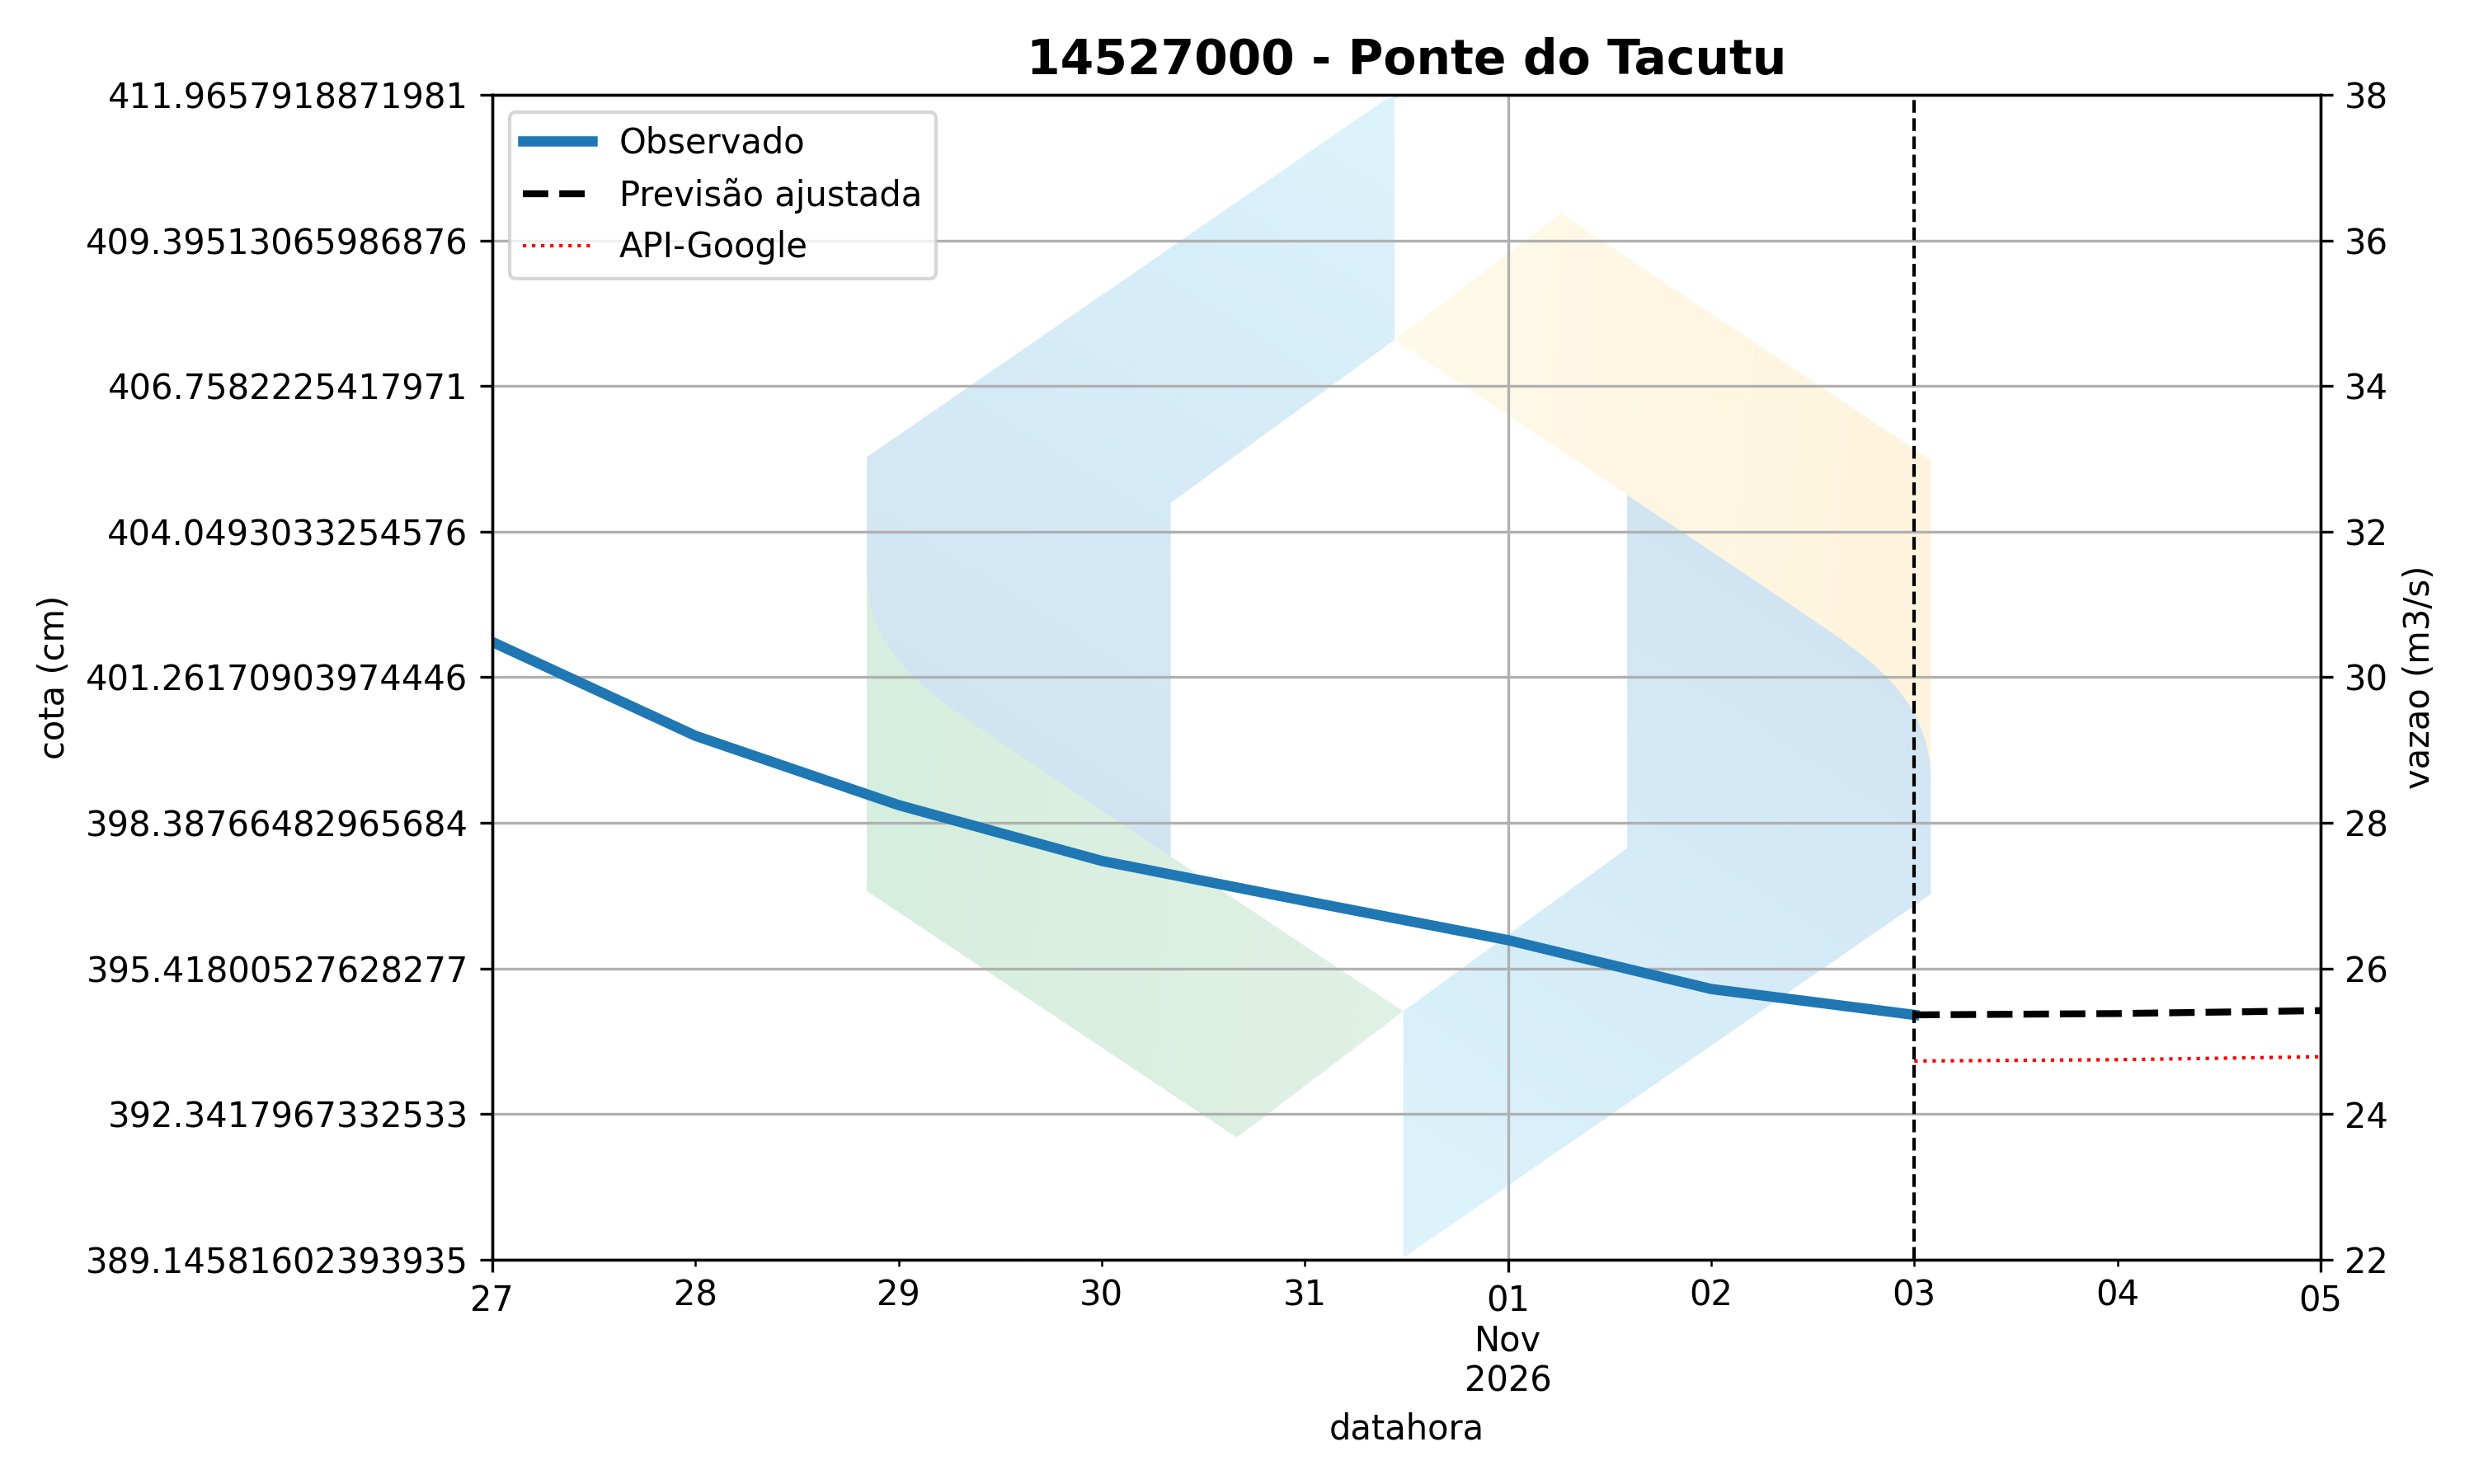 14527000 - Ponte do Tacutu
Observado
Previsão ajustada
API-Google
411.9657918871981
409.39513065986876
406.7582225417971
404.0493033254576
401.26170903974446
398.38766482965684
395.41800527628277
392.3417967332533
389.14581602393935
cota (cm)
38
36
34
32
30
28
26
24
22
vazao (m3/s)
27 28 29 30 31 01 02 03 04 05
Nov
2026
datahora